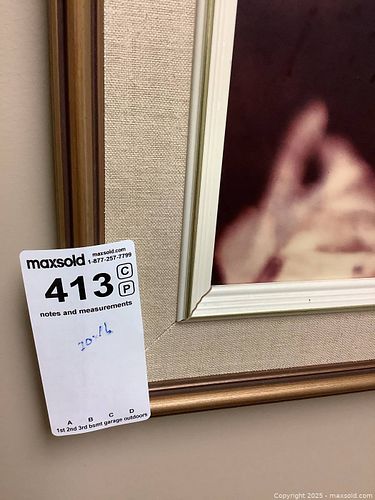 maxsold
maxsold.com
1-877-257-7799
413
C
P
notes and measurements
20x16
A B C D
1st 2nd 3rd bsmt garage outdoors
Copyright 2025 - maxsold.com